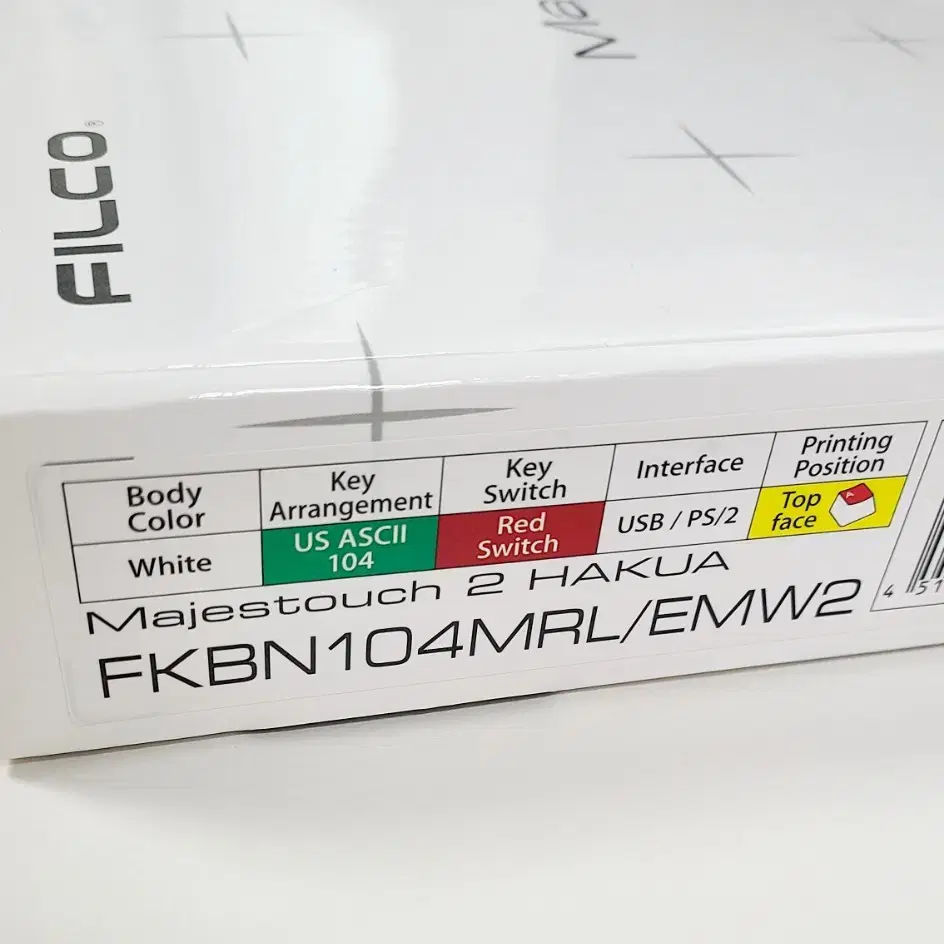 FILCO®
Body Color
Key Arrangement
Key Switch
Interface
Printing Position
White
US ASCII 104
Red Switch
USB / PS/2
Top face
Majestouch 2 HAKUA
FKBN104MRL/EMW2
4